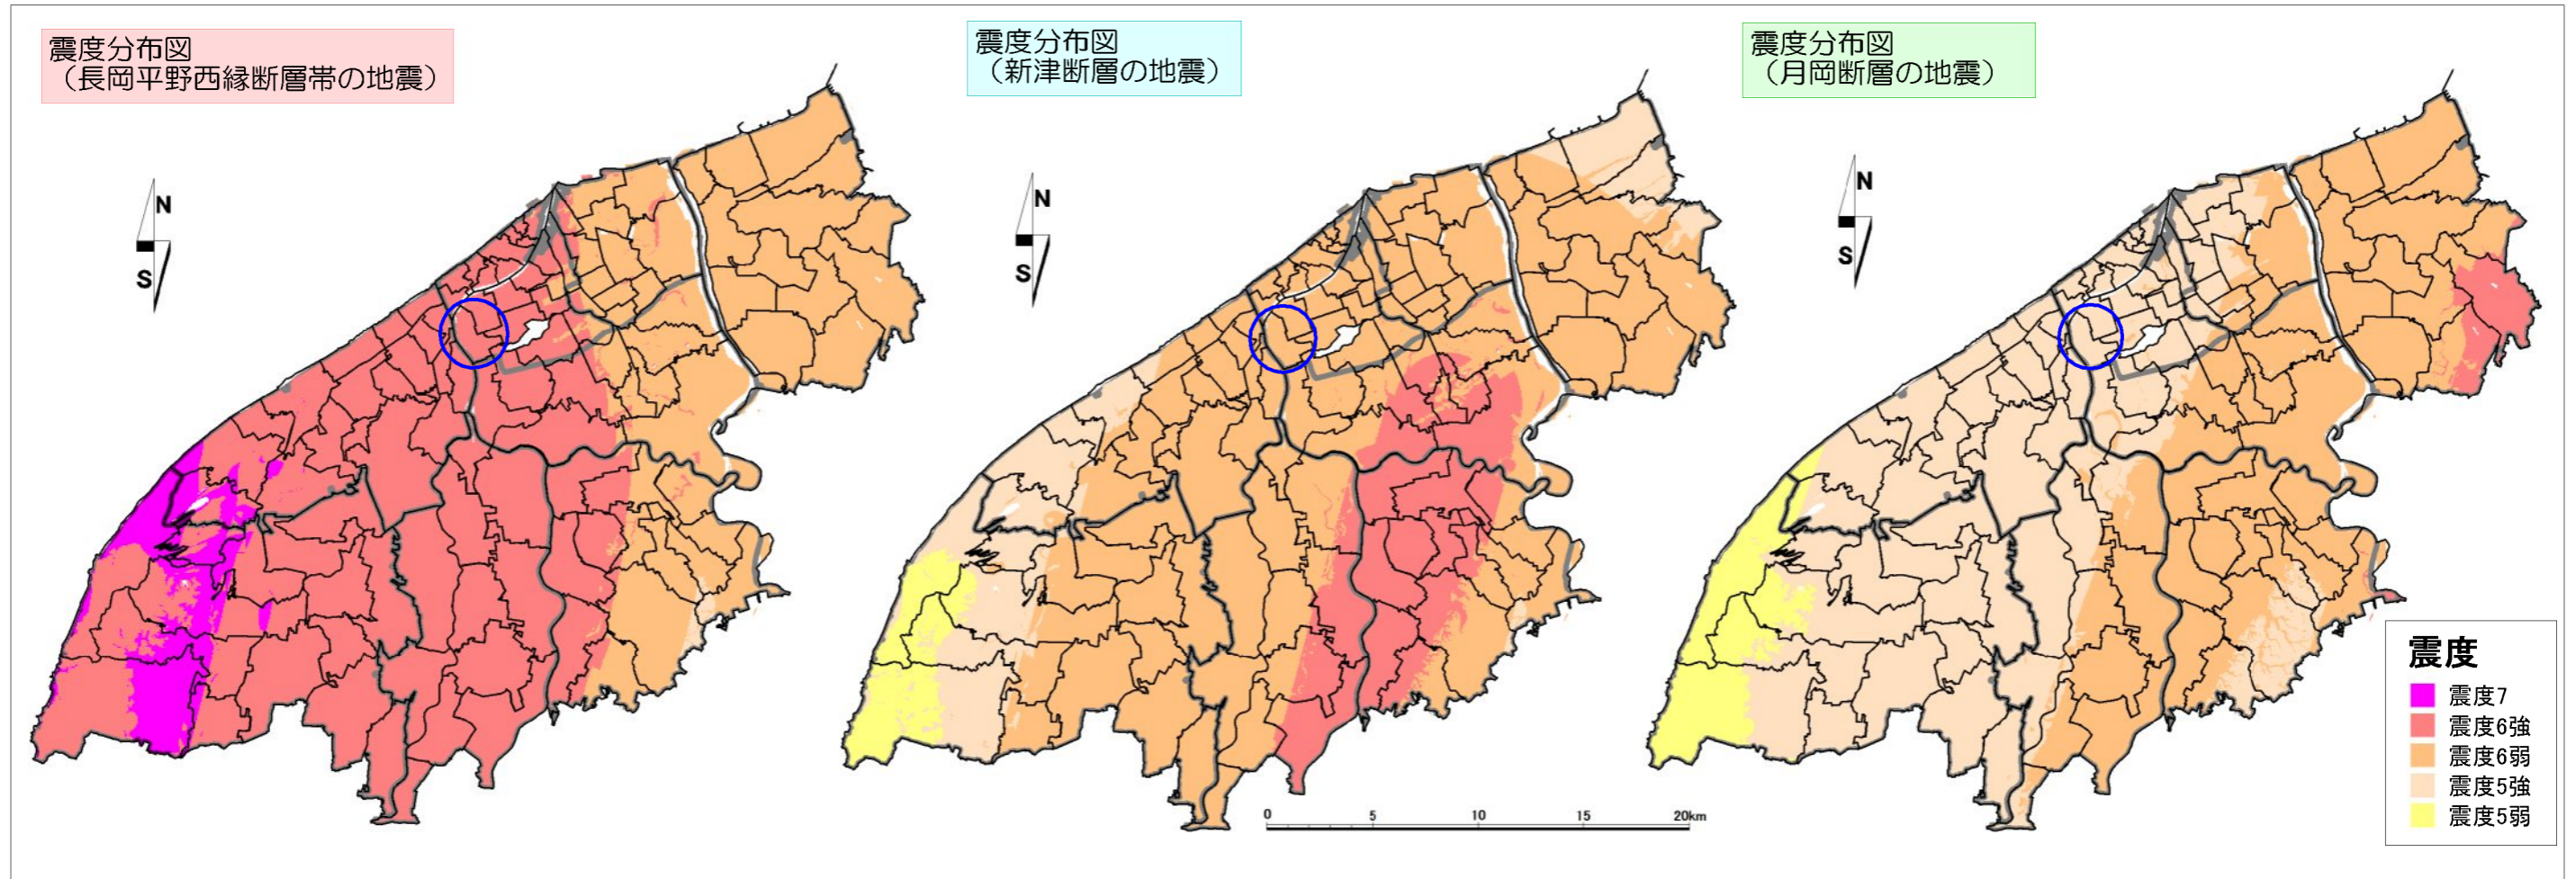 震度分布図
（長岡平野西縁断層帯の地震）
震度分布図
（新津断層の地震）
震度分布図
（月岡断層の地震）
N
S
N
S
N
S
0 5 10 15 20km
震度
震度7
震度6強
震度6弱
震度5強
震度5弱